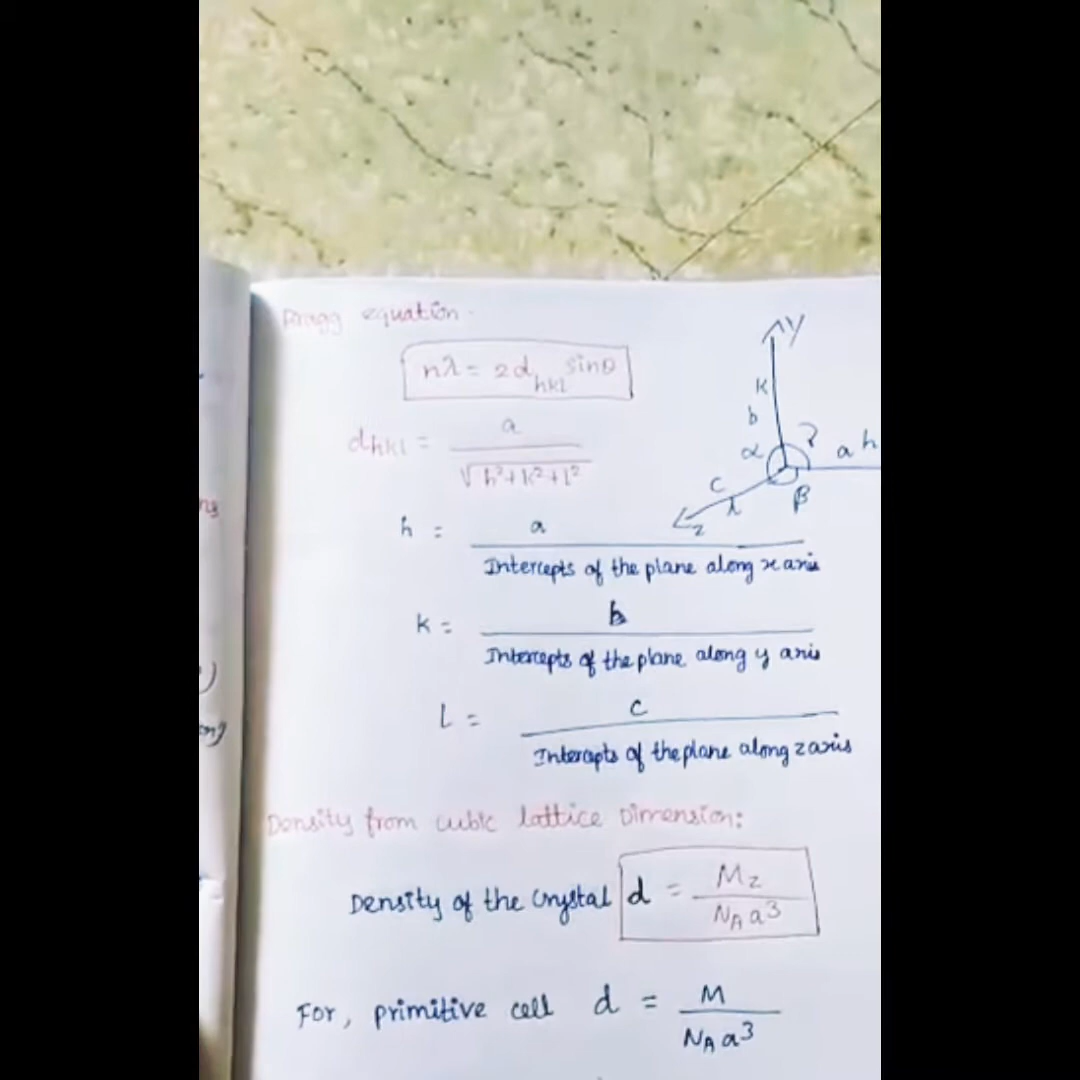 Bragg equation.
nλ = 2d_hkl sinθ
d_hkl = a / √h²+k²+l²
h = a / Intercepts of the plane along x axis
k = b / Intercepts of the plane along y axis
l = c / Intercepts of the plane along z axis
Y
K
b
α
a h
c
β
z
Density from cubic lattice Dimension:
Density of the Crystal d = Mz / N_A a³
For, primitive cell d = M / N_A a³